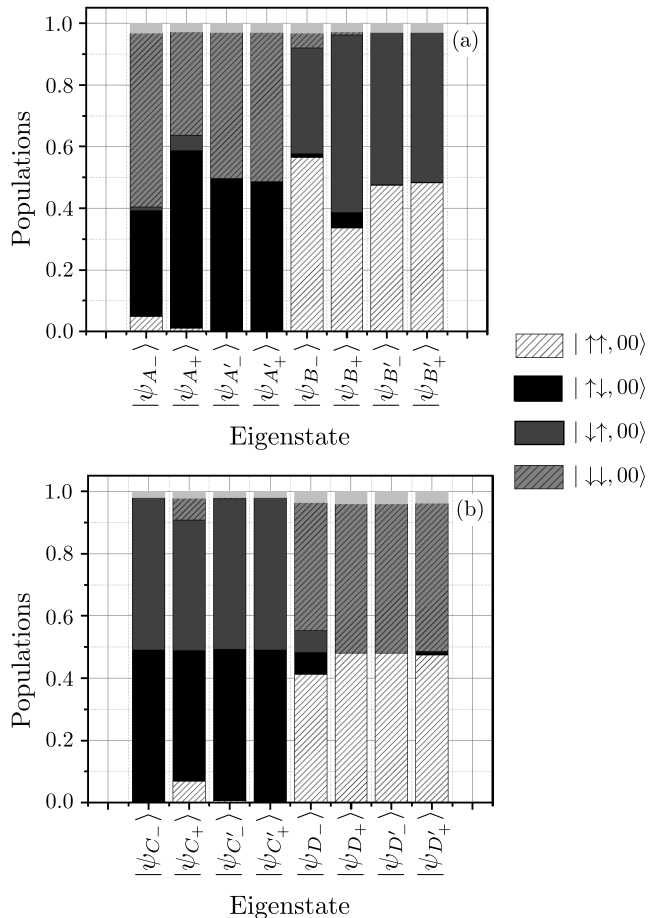 (a)
Populations
1.0
0.8
0.6
0.4
0.2
0.0
|ψA₋⟩ |ψA₊⟩ |ψA′₋⟩ |ψA′₊⟩ |ψB₋⟩ |ψB₊⟩ |ψB′₋⟩ |ψB′₊⟩
Eigenstate
| ↑↑, 00⟩
| ↑↓, 00⟩
| ↓↑, 00⟩
| ↓↓, 00⟩
(b)
Populations
1.0
0.8
0.6
0.4
0.2
0.0
|ψC₋⟩ |ψC₊⟩ |ψC′₋⟩ |ψC′₊⟩ |ψD₋⟩ |ψD₊⟩ |ψD′₋⟩ |ψD′₊⟩
Eigenstate